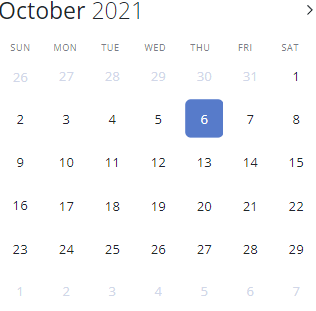 October 2021
SUN MON TUE WED THU FRI SAT
26 27 28 29 30 31 1
2 3 4 5 6 7 8
9 10 11 12 13 14 15
16 17 18 19 20 21 22
23 24 25 26 27 28 29
1 2 3 4 5 6 7